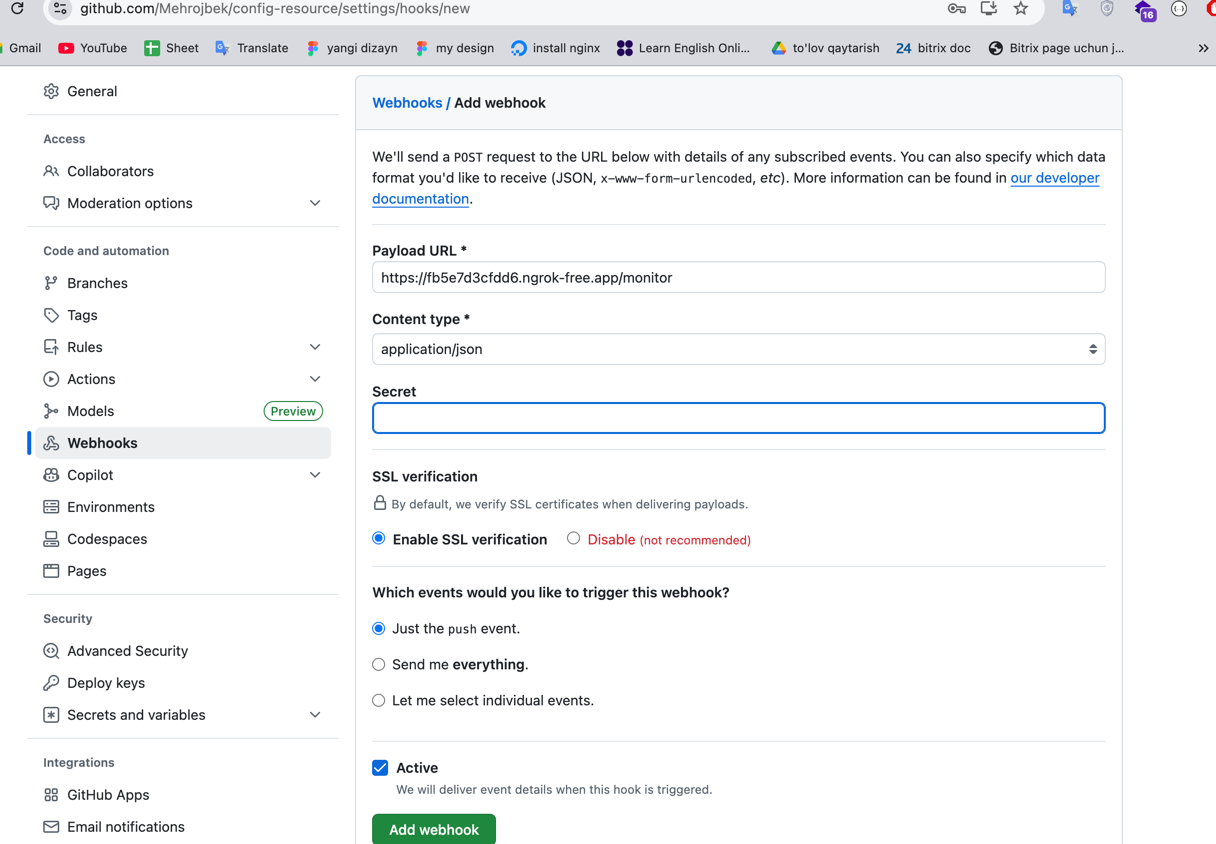 github.com/Mehrojbek/config-resource/settings/hooks/new
16
Gmail YouTube Sheet Translate yangi dizayn my design install nginx Learn English Onli... to'lov qaytarish 24 bitrix doc Bitrix page uchun j... »
General
Access
Collaborators
Moderation options
Code and automation
Branches
Tags
Rules
Actions
Models Preview
Webhooks
Copilot
Environments
Codespaces
Pages
Security
Advanced Security
Deploy keys
Secrets and variables
Integrations
GitHub Apps
Email notifications
Webhooks / Add webhook
We'll send a POST request to the URL below with details of any subscribed events. You can also specify which data
format you'd like to receive (JSON, x-www-form-urlencoded, etc). More information can be found in our developer
documentation.
Payload URL *
https://fb5e7d3cfdd6.ngrok-free.app/monitor
Content type *
application/json
Secret
SSL verification
By default, we verify SSL certificates when delivering payloads.
Enable SSL verification Disable (not recommended)
Which events would you like to trigger this webhook?
Just the push event.
Send me everything.
Let me select individual events.
Active
We will deliver event details when this hook is triggered.
Add webhook